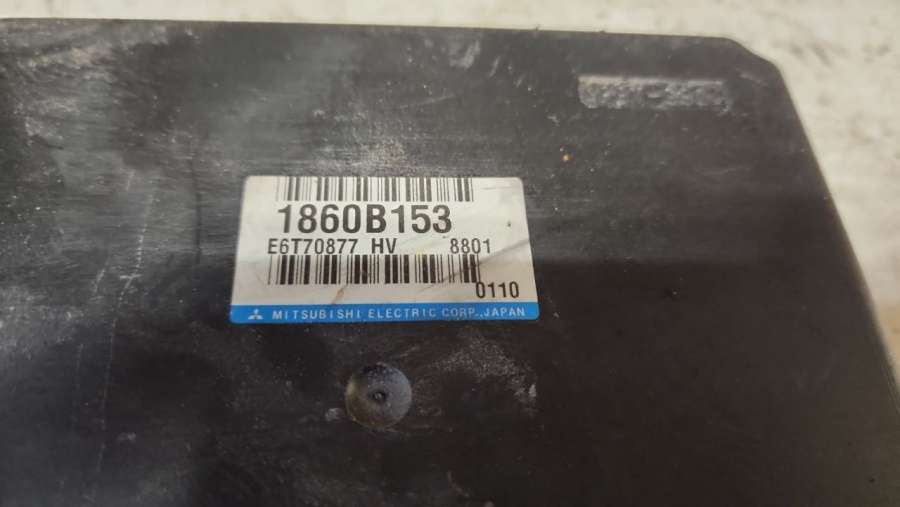 1860B153
E6T70877 HV 8801
0110
MITSUBISHI ELECTRIC CORP., JAPAN